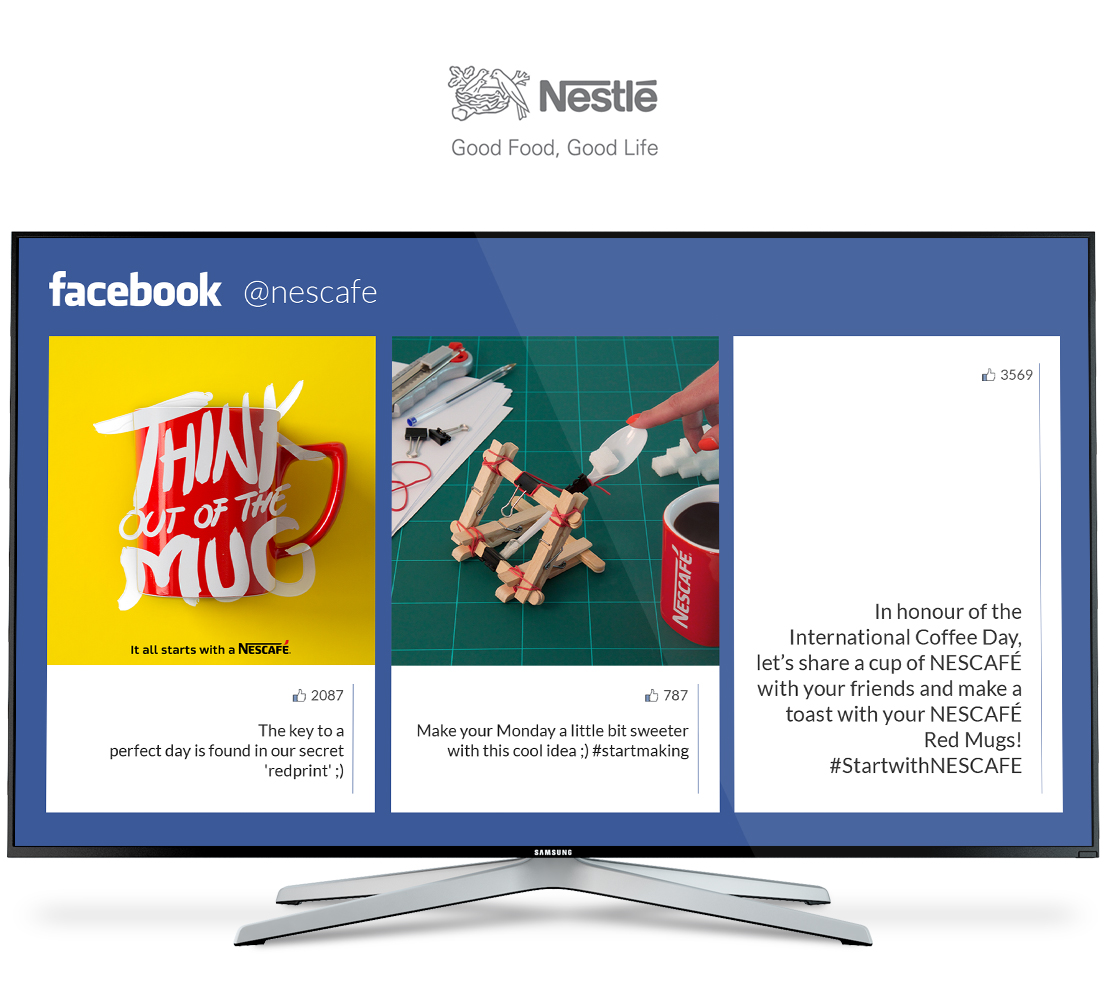 Nestlé
Good Food, Good Life
facebook @nescafe
THINK
OUT OF THE
MUG
It all starts with a NESCAFÉ.
2087
The key to a
perfect day is found in our secret
'redprint' ;)
NESCAFÉ
787
Make your Monday a little bit sweeter
with this cool idea ;) #startmaking
3569
In honour of the
International Coffee Day,
let's share a cup of NESCAFÉ
with your friends and make a
toast with your NESCAFÉ
Red Mugs!
#StartwithNESCAFE
SAMSUNG